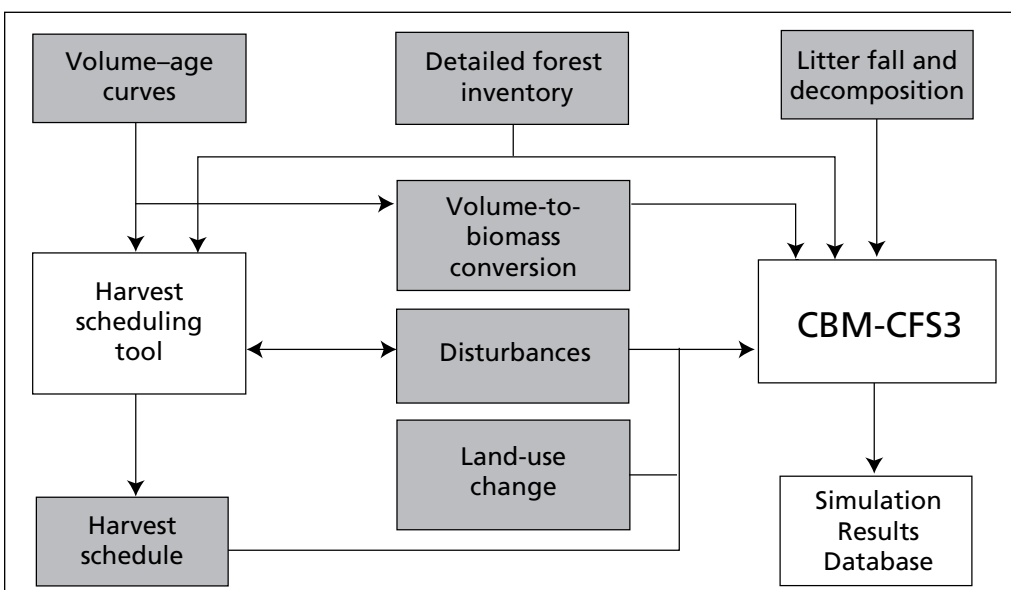 Volume–age
curves
Detailed forest
inventory
Litter fall and
decomposition
Volume-to-
biomass
conversion
Harvest
scheduling
tool
CBM-CFS3
Disturbances
Land-use
change
Harvest
schedule
Simulation
Results
Database